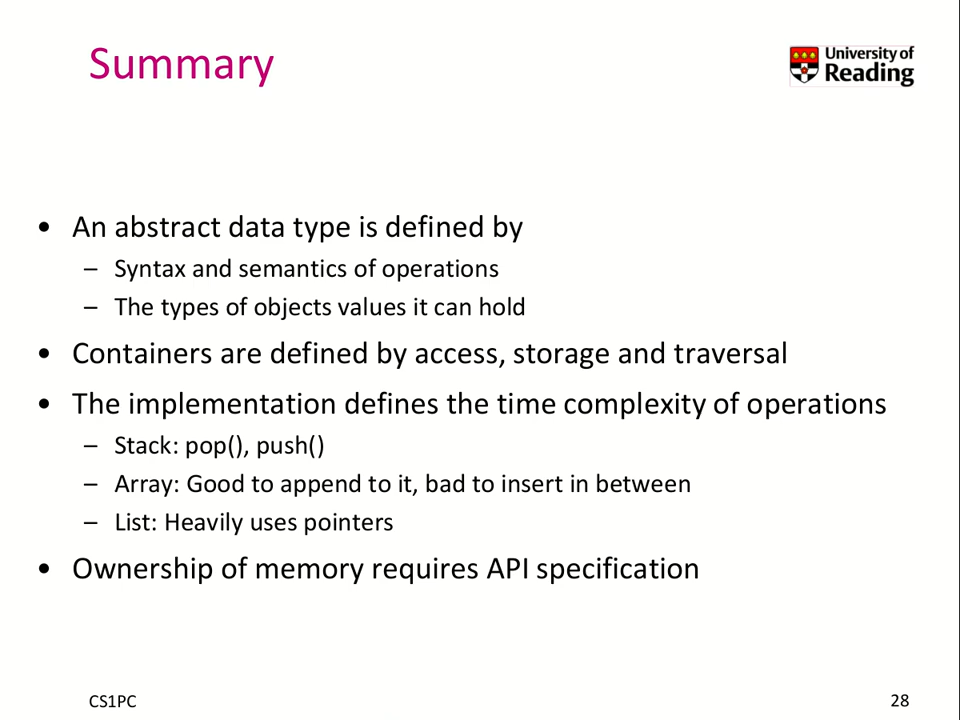 Summary
University of
Reading
• An abstract data type is defined by
– Syntax and semantics of operations
– The types of objects values it can hold
• Containers are defined by access, storage and traversal
• The implementation defines the time complexity of operations
– Stack: pop(), push()
– Array: Good to append to it, bad to insert in between
– List: Heavily uses pointers
• Ownership of memory requires API specification
CS1PC
28